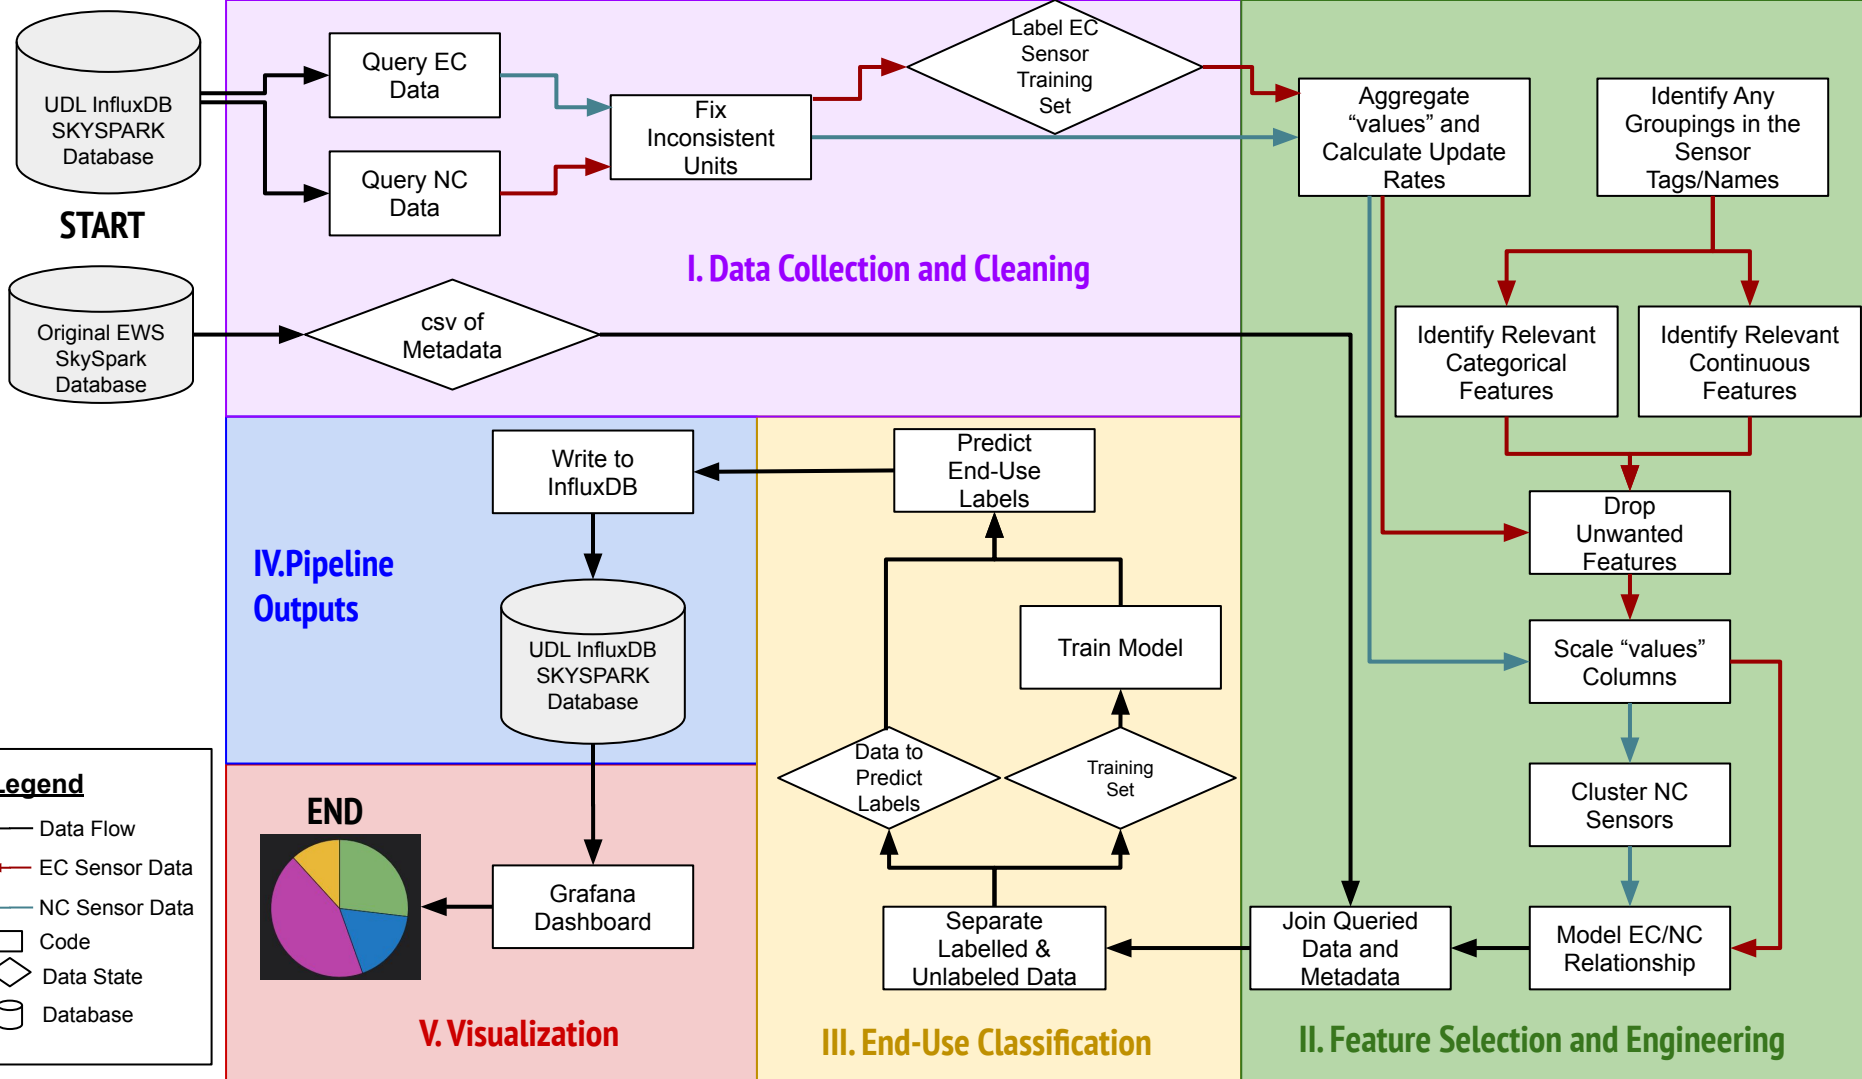 UDL InfluxDB
SKYSPARK
Database
START
Original EWS
SkySpark
Database
Query EC
Data
Query NC
Data
Fix
Inconsistent
Units
Label EC
Sensor
Training
Set
I. Data Collection and Cleaning
csv of
Metadata
Aggregate
“values” and
Calculate Update
Rates
Identify Any
Groupings in the
Sensor
Tags/Names
Identify Relevant
Categorical
Features
Identify Relevant
Continuous
Features
Drop
Unwanted
Features
Scale “values”
Columns
Cluster NC
Sensors
Model EC/NC
Relationship
Join Queried
Data and
Metadata
II. Feature Selection and Engineering
Predict
End-Use
Labels
Train Model
Data to
Predict
Labels
Training
Set
Separate
Labelled &
Unlabeled Data
III. End-Use Classification
Write to
InfluxDB
IV.Pipeline
Outputs
UDL InfluxDB
SKYSPARK
Database
END
Grafana
Dashboard
V. Visualization
Legend
Data Flow
EC Sensor Data
NC Sensor Data
Code
Data State
Database